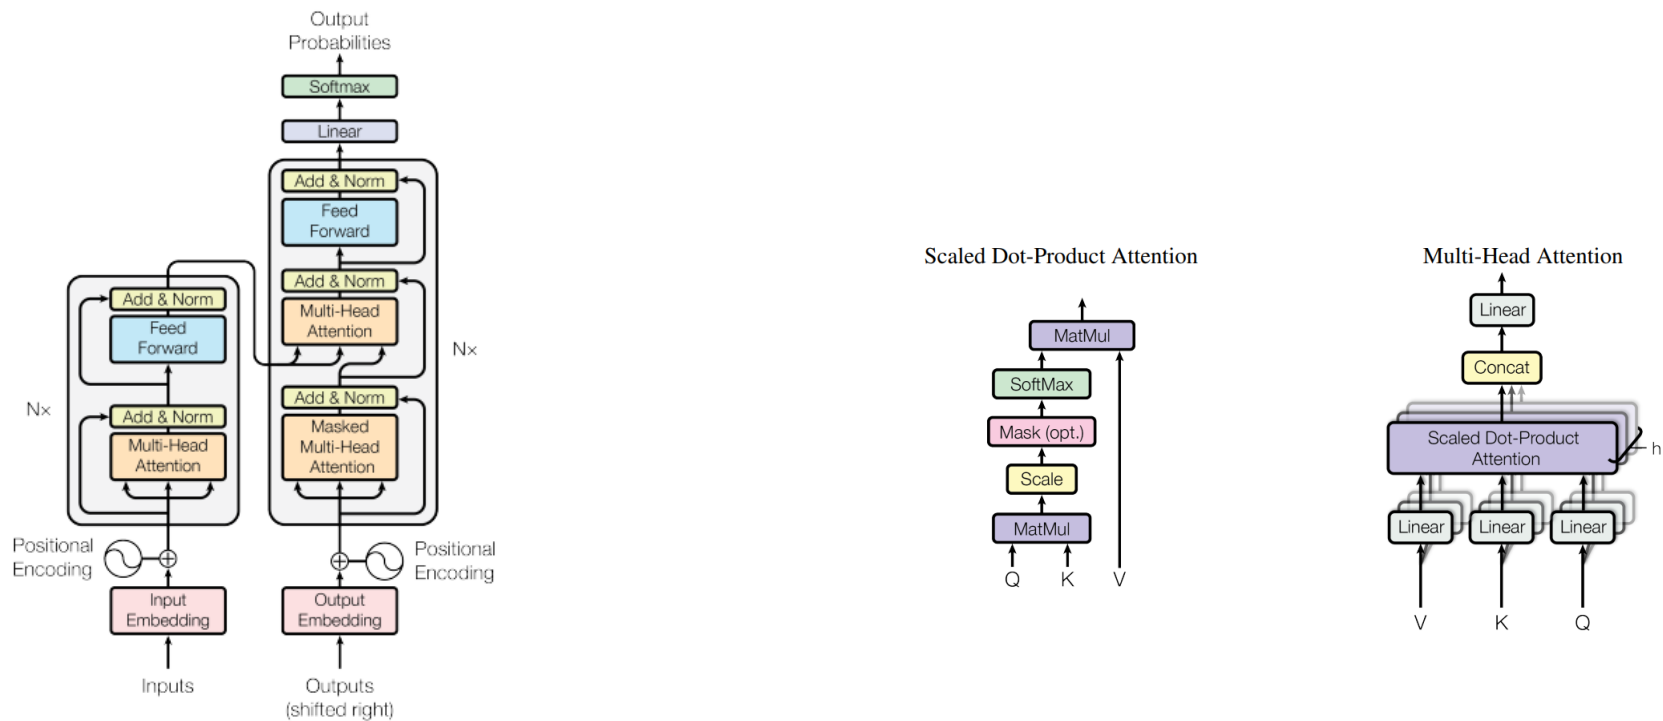 Output
Probabilities
Softmax
Linear
Add & Norm
Feed
Forward
Add & Norm
Multi-Head
Attention
Add & Norm
Masked
Multi-Head
Attention
Nx
Add & Norm
Feed
Forward
Add & Norm
Multi-Head
Attention
Nx
Positional
Encoding
Positional
Encoding
Input
Embedding
Output
Embedding
Inputs
Outputs
(shifted right)
Scaled Dot-Product Attention
MatMul
SoftMax
Mask (opt.)
Scale
MatMul
Q K V
Multi-Head Attention
Linear
Concat
Scaled Dot-Product
Attention
h
Linear Linear Linear
V K Q